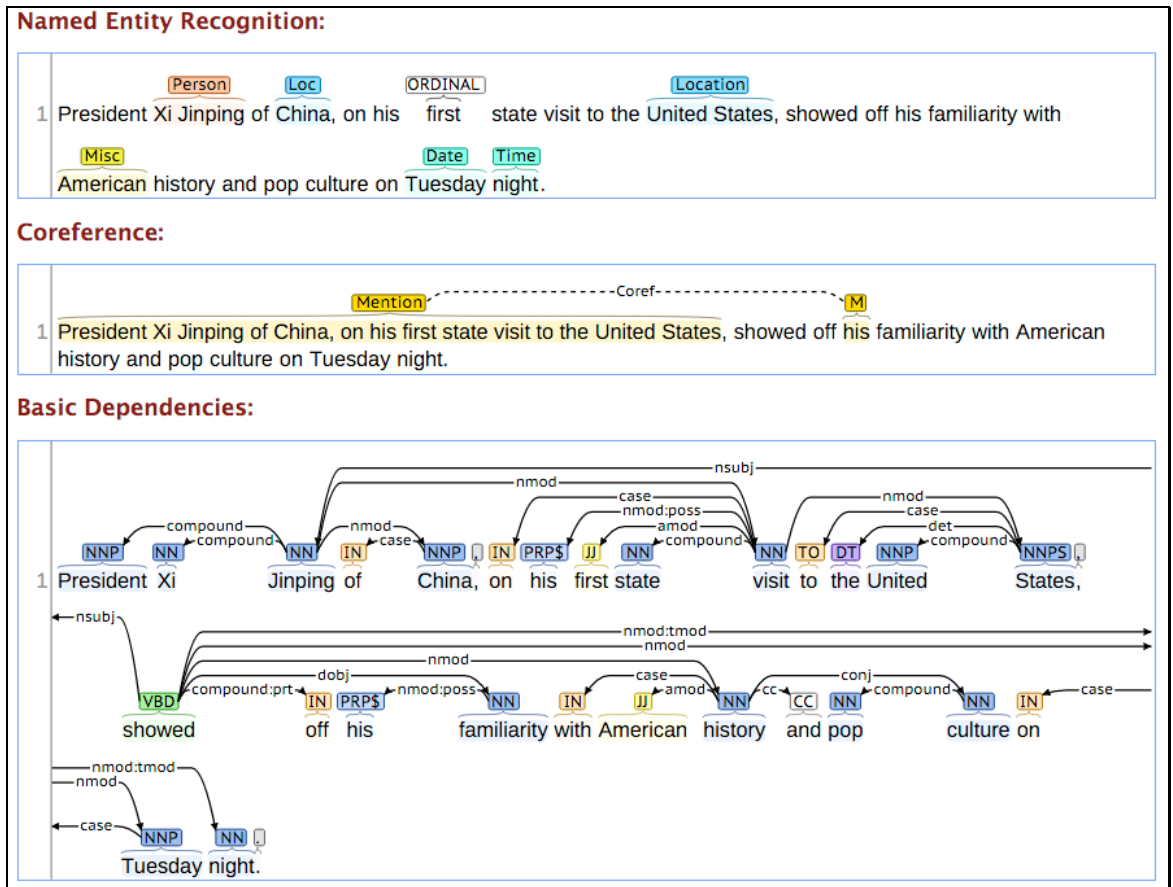 Named Entity Recognition:
Person Loc ORDINAL Location
1 President Xi Jinping of China, on his first state visit to the United States, showed off his familiarity with
Misc Date Time
American history and pop culture on Tuesday night.
Coreference:
Mention Coref M
1 President Xi Jinping of China, on his first state visit to the United States, showed off his familiarity with American
history and pop culture on Tuesday night.
Basic Dependencies:
nsubj
nmod
case nmod
nmod:poss case
compound nmod amod det
compound case compound compound
NNP NN NN IN NNP , IN PRP$ JJ NN NN TO DT NNP NNPS ,
1 President Xi Jinping of China, on his first state visit to the United States,
nsubj
nmod:tmod
nmod
nmod
dobj case conj
compound:prt nmod:poss amod cc compound case
VBD IN PRP$ NN IN JJ NN CC NN NN IN
showed off his familiarity with American history and pop culture on
nmod:tmod
nmod
case
NNP NN .
Tuesday night.